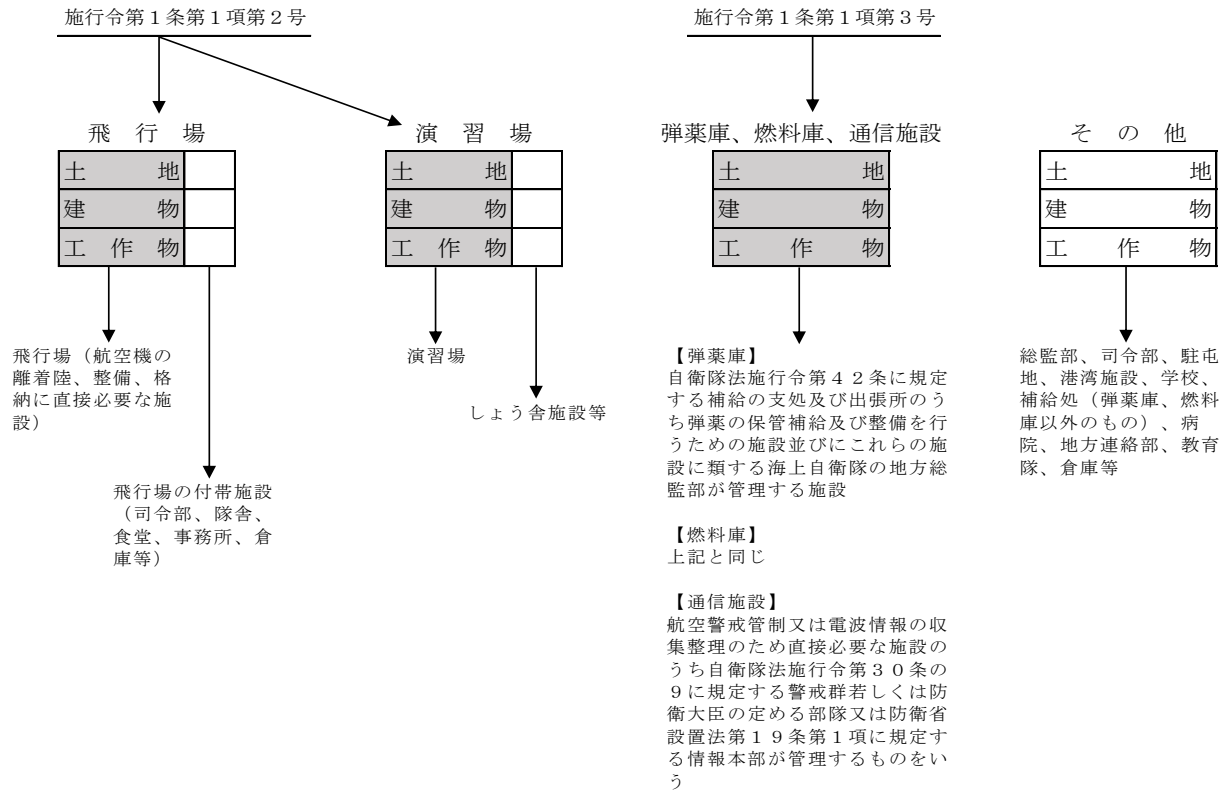 施行令第１条第１項第２号
施行令第１条第１項第３号
飛行場
土地
建物
工作物
飛行場（航空機の
離着陸、整備、格
納に直接必要な施
設）
飛行場の付帯施設
（司令部、隊舎、
食堂、事務所、倉
庫等）
演習場
土地
建物
工作物
演習場
しょう舎施設等
弾薬庫、燃料庫、通信施設
土地
建物
工作物
【弾薬庫】
自衛隊法施行令第４２条に規定
する補給の支処及び出張所のう
ち弾薬の保管補給及び整備を行
うための施設並びにこれらの施
設に類する海上自衛隊の地方総
監部が管理する施設
【燃料庫】
上記と同じ
【通信施設】
航空警戒管制又は電波情報の収
集整理のため直接必要な施設の
うち自衛隊法施行令第３０条の
９に規定する警戒群若しくは防
衛大臣の定める部隊又は防衛省
設置法第１９条第１項に規定す
る情報本部が管理するものをい
う
その他
土地
建物
工作物
総監部、司令部、駐屯
地、港湾施設、学校、
補給処（弾薬庫、燃料
庫以外のもの）、病
院、地方連絡部、教育
隊、倉庫等